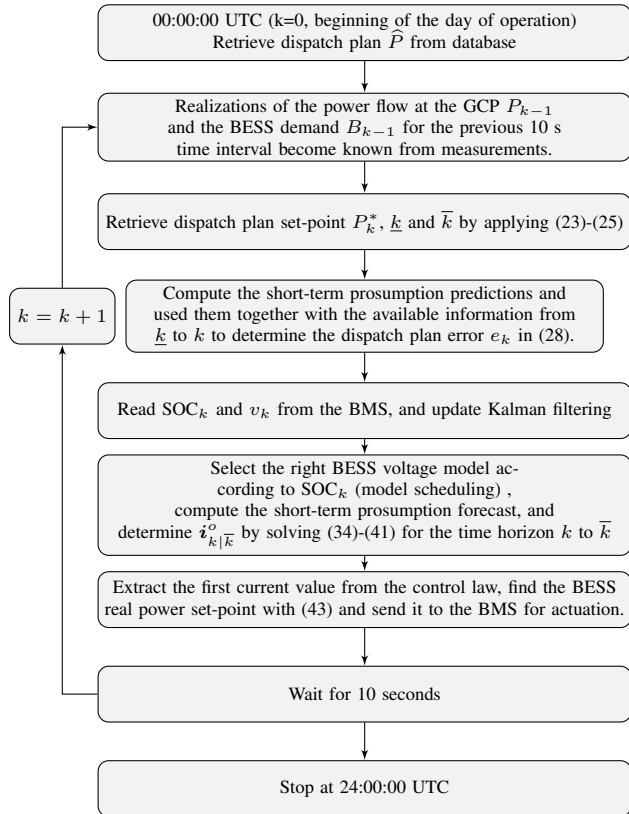 00:00:00 UTC (k=0, beginning of the day of operation)
Retrieve dispatch plan P̂ from database
Realizations of the power flow at the GCP Pₖ₋₁
and the BESS demand Bₖ₋₁ for the previous 10 s
time interval become known from measurements.
Retrieve dispatch plan set-point P*ₖ, k̲ and k̅ by applying (23)-(25)
Compute the short-term prosumption predictions and
used them together with the available information from
k̲ to k to determine the dispatch plan error eₖ in (28).
k = k + 1
Read SOCₖ and vₖ from the BMS, and update Kalman filtering
Select the right BESS voltage model ac-
cording to SOCₖ (model scheduling) ,
compute the short-term prosumption forecast, and
determine i^o_{k|k̅} by solving (34)-(41) for the time horizon k to k̅
Extract the first current value from the control law, find the BESS
real power set-point with (43) and send it to the BMS for actuation.
Wait for 10 seconds
Stop at 24:00:00 UTC